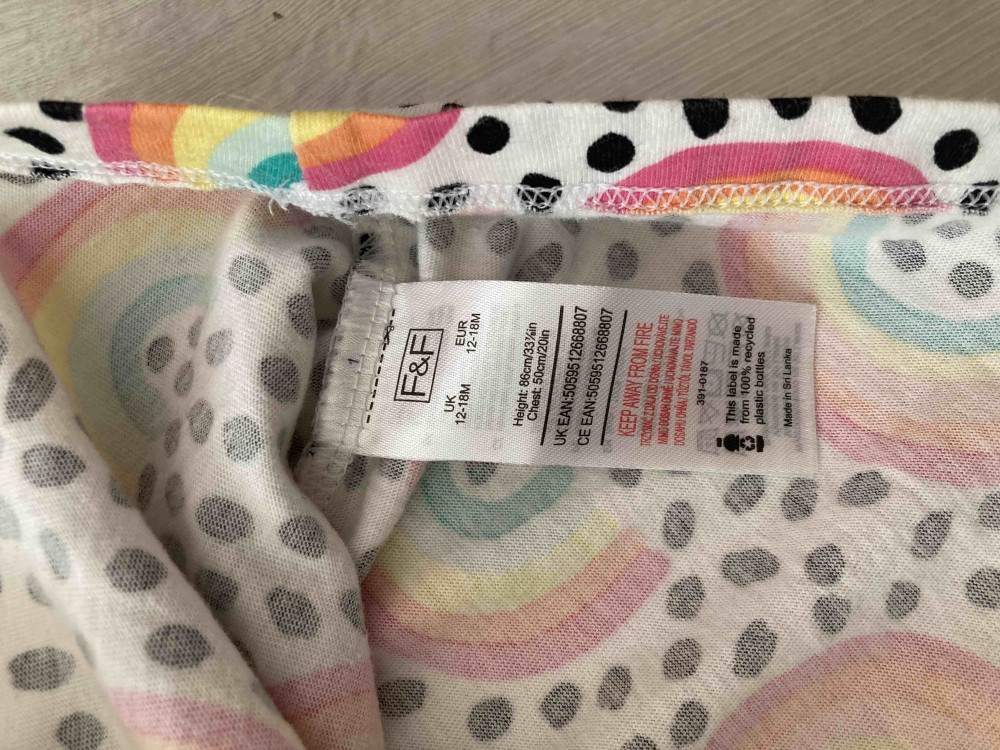 F&F
UK EUR
12-18M 12-18M
Height: 86cm/33¾in
Chest: 50cm/20in
UK EAN:5059512668807
CE EAN:5059512668807
KEEP AWAY FROM FIRE
391-0167
This label is made
from 100% recycled
plastic bottles
Made in Sri Lanka